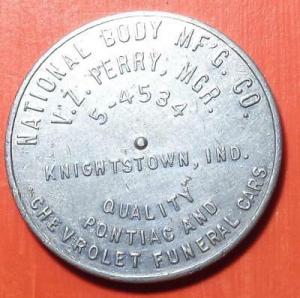 NATIONAL BODY MF'G. CO.
V. Z. PERRY, MGR.
5-4534
KNIGHTSTOWN, IND.
QUALITY
PONTIAC AND
CHEVROLET FUNERAL CARS